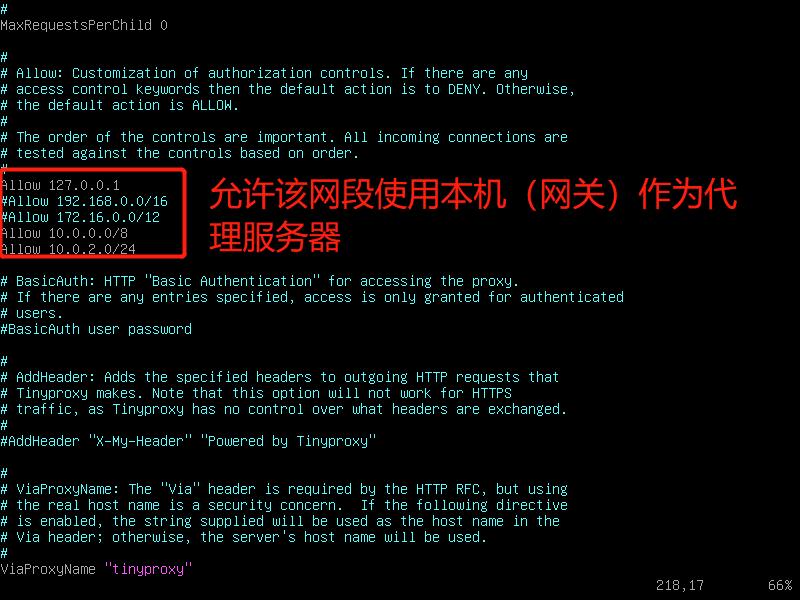 #
MaxRequestsPerChild 0
#
# Allow: Customization of authorization controls. If there are any
# access control keywords then the default action is to DENY. Otherwise,
# the default action is ALLOW.
#
# The order of the controls are important. All incoming connections are
# tested against the controls based on order.
#
Allow 127.0.0.1
#Allow 192.168.0.0/16
#Allow 172.16.0.0/12
Allow 10.0.0.0/8
Allow 10.0.2.0/24
允许该网段使用本机（网关）作为代
理服务器
# BasicAuth: HTTP "Basic Authentication" for accessing the proxy.
# If there are any entries specified, access is only granted for authenticated
# users.
#BasicAuth user password
#
# AddHeader: Adds the specified headers to outgoing HTTP requests that
# Tinyproxy makes. Note that this option will not work for HTTPS
# traffic, as Tinyproxy has no control over what headers are exchanged.
#
#AddHeader "X-My-Header" "Powered by Tinyproxy"
#
# ViaProxyName: The "Via" header is required by the HTTP RFC, but using
# the real host name is a security concern.  If the following directive
# is enabled, the string supplied will be used as the host name in the
# Via header; otherwise, the server's host name will be used.
#
ViaProxyName "tinyproxy"
218,17 66%